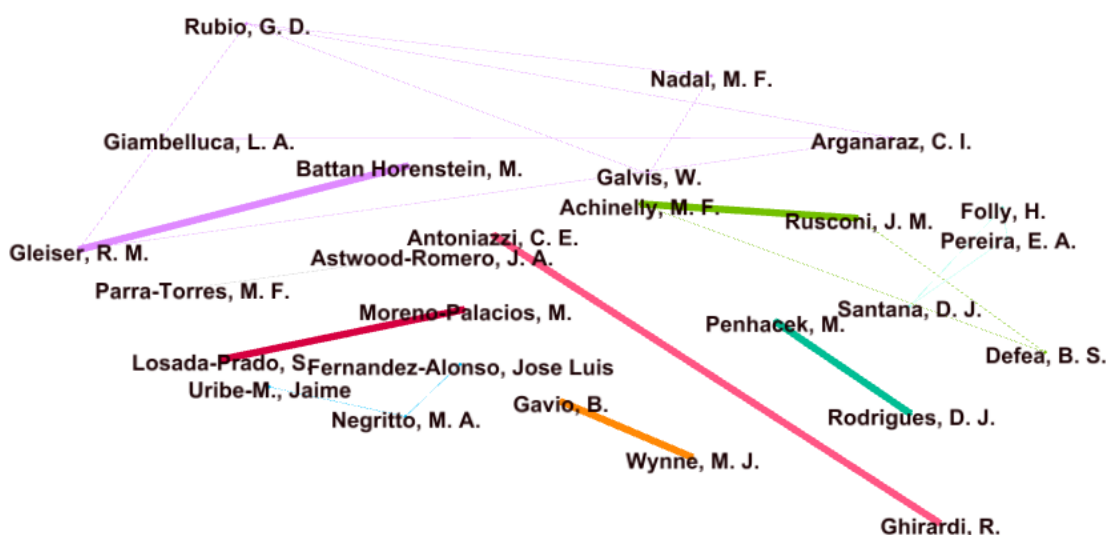 Rubio, G. D.
Nadal, M. F.
Giambelluca, L. A.
Arganaraz, C. I.
Battan Horenstein, M.
Galvis, W.
Achinelly, M. F.
Rusconi, J. M.
Folly, H.
Pereira, E. A.
Antoniazzi, C. E.
Gleiser, R. M.
Astwood-Romero, J. A.
Parra-Torres, M. F.
Santana, D. J.
Moreno-Palacios, M.
Penhacek, M.
Defea, B. S.
Losada-Prado, S.
Fernandez-Alonso, Jose Luis
Uribe-M., Jaime
Gavio, B.
Negritto, M. A.
Rodrigues, D. J.
Wynne, M. J.
Ghirardi, R.